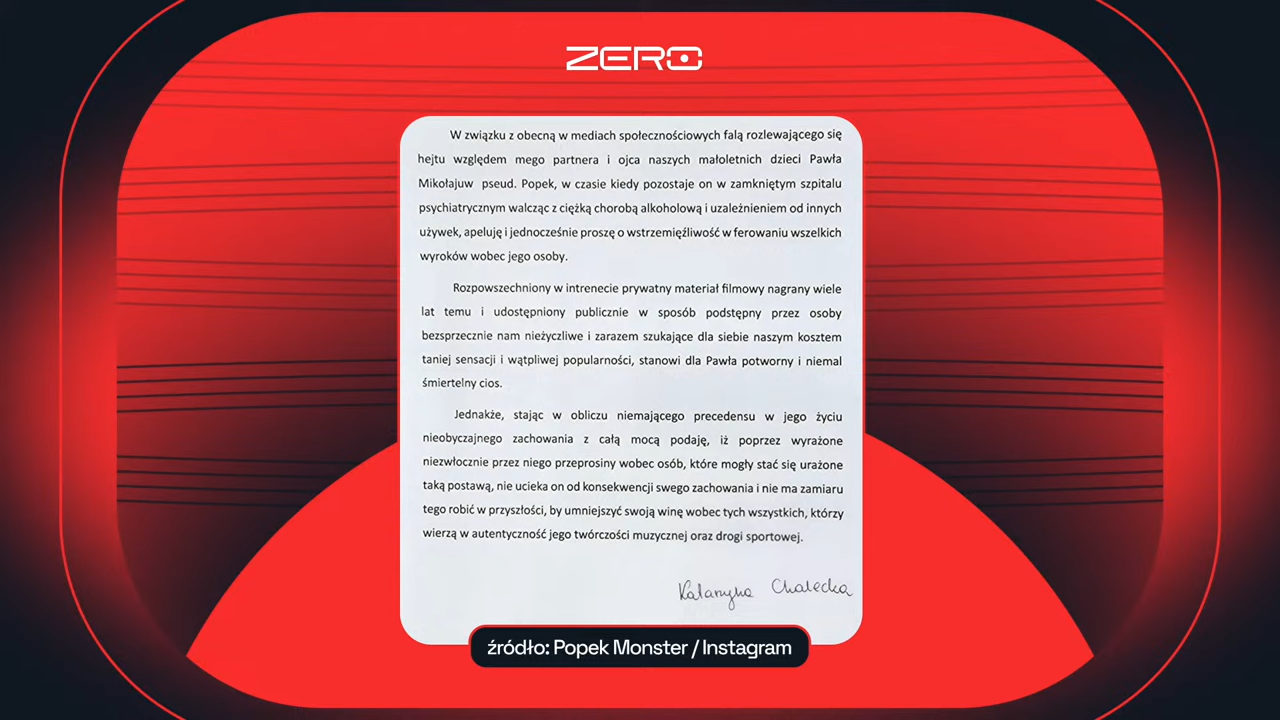 ZERO
W związku z obecną w mediach społecznościowych falą rozlewającego się
hejtu względem mego partnera i ojca naszych małoletnich dzieci Pawła
Mikołajuw pseud. Popek, w czasie kiedy pozostaje on w zamkniętym szpitalu
psychiatrycznym walcząc z ciężką chorobą alkoholową i uzależnieniem od innych
używek, apeluję i jednocześnie proszę o wstrzemięźliwość w ferowaniu wszelkich
wyroków wobec jego osoby.
Rozpowszechniony w intrenecie prywatny materiał filmowy nagrany wiele
lat temu i udostępniony publicznie w sposób podstępny przez osoby
bezsprzecznie nam nieżyczliwe i zarazem szukające dla siebie naszym kosztem
taniej sensacji i wątpliwej popularności, stanowi dla Pawła potworny i niemal
śmiertelny cios.
Jednakże, stając w obliczu niemającego precedensu w jego życiu
nieobyczajnego zachowania z całą mocą podaję, iż poprzez wyrażone
niezwłocznie przez niego przeprosiny wobec osób, które mogły stać się urażone
taką postawą, nie ucieka on od konsekwencji swego zachowania i nie ma zamiaru
tego robić w przyszłości, by umniejszyć swoją winę wobec tych wszystkich, którzy
wierzą w autentyczność jego twórczości muzycznej oraz drogi sportowej.
Katarzyna Chalecka
źródło: Popek Monster / Instagram